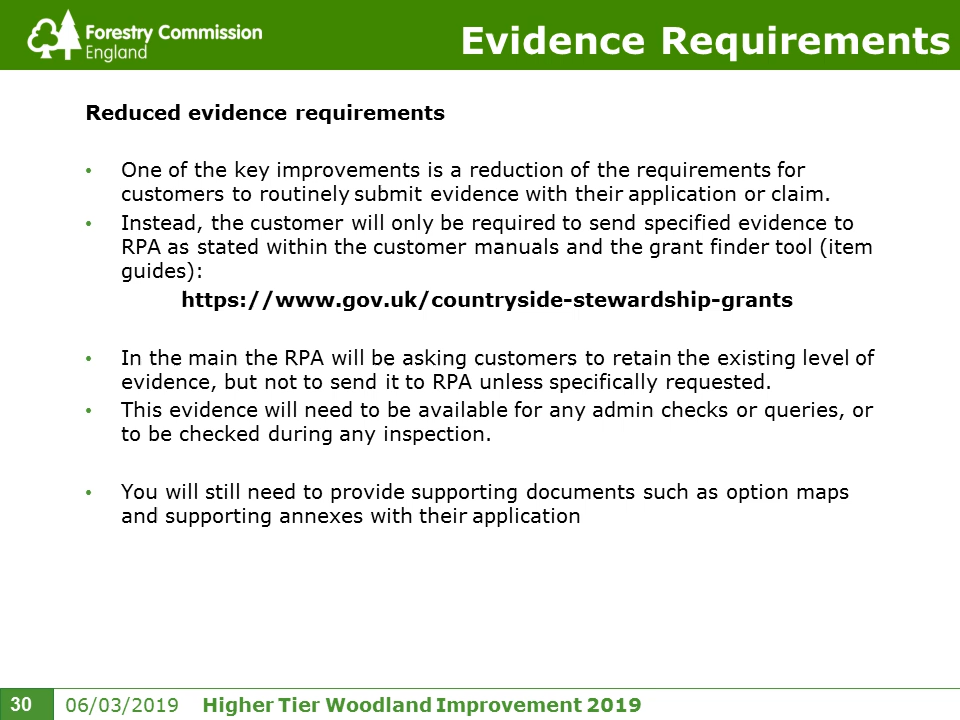 Forestry Commission
England
Evidence Requirements
Reduced evidence requirements
• One of the key improvements is a reduction of the requirements for
customers to routinely submit evidence with their application or claim.
• Instead, the customer will only be required to send specified evidence to
RPA as stated within the customer manuals and the grant finder tool (item
guides):
https://www.gov.uk/countryside-stewardship-grants
• In the main the RPA will be asking customers to retain the existing level of
evidence, but not to send it to RPA unless specifically requested.
• This evidence will need to be available for any admin checks or queries, or
to be checked during any inspection.
• You will still need to provide supporting documents such as option maps
and supporting annexes with their application
30 06/03/2019 Higher Tier Woodland Improvement 2019